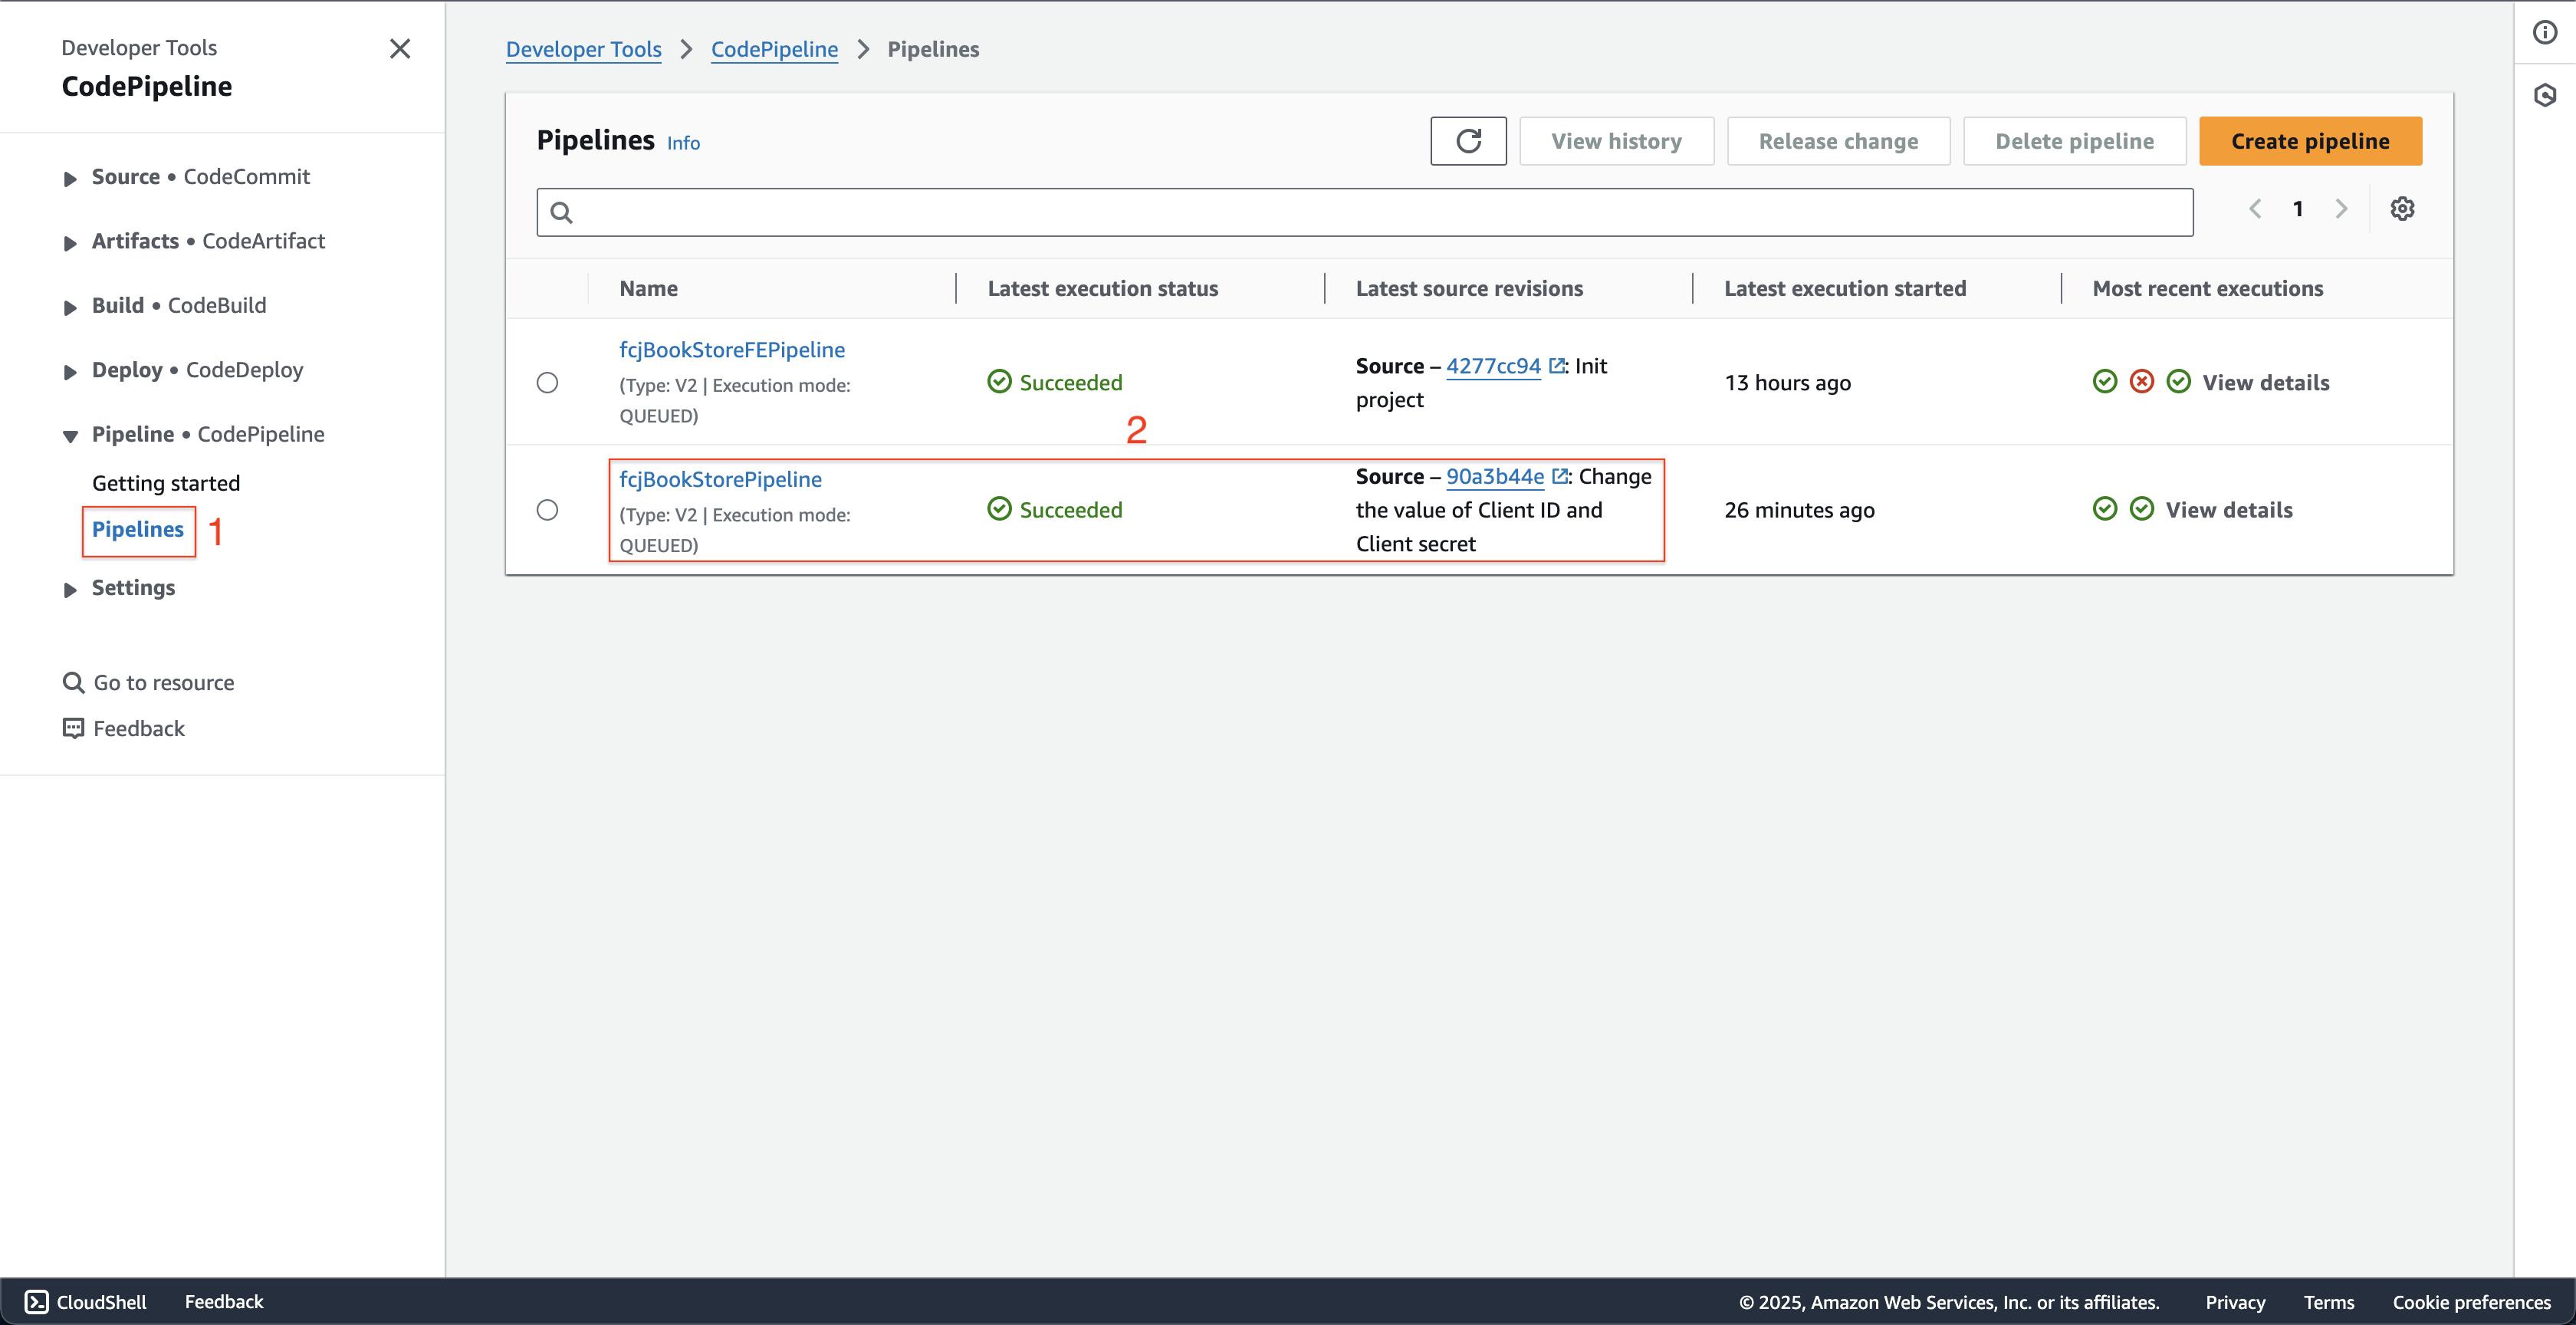 Developer Tools
CodePipeline
Source • CodeCommit
Artifacts • CodeArtifact
Build • CodeBuild
Deploy • CodeDeploy
Pipeline • CodePipeline
Getting started
Pipelines 1
Settings
Go to resource
Feedback
Developer Tools > CodePipeline > Pipelines
Pipelines Info
View history
Release change
Delete pipeline
Create pipeline
1
Name
Latest execution status
Latest source revisions
Latest execution started
Most recent executions
fcjBookStoreFEPipeline
(Type: V2 | Execution mode:
QUEUED)
Succeeded
Source – 4277cc94 : Init
project
13 hours ago
View details
2
fcjBookStorePipeline
(Type: V2 | Execution mode:
QUEUED)
Succeeded
Source – 90a3b44e : Change
the value of Client ID and
Client secret
26 minutes ago
View details
CloudShell
Feedback
© 2025, Amazon Web Services, Inc. or its affiliates.
Privacy
Terms
Cookie preferences